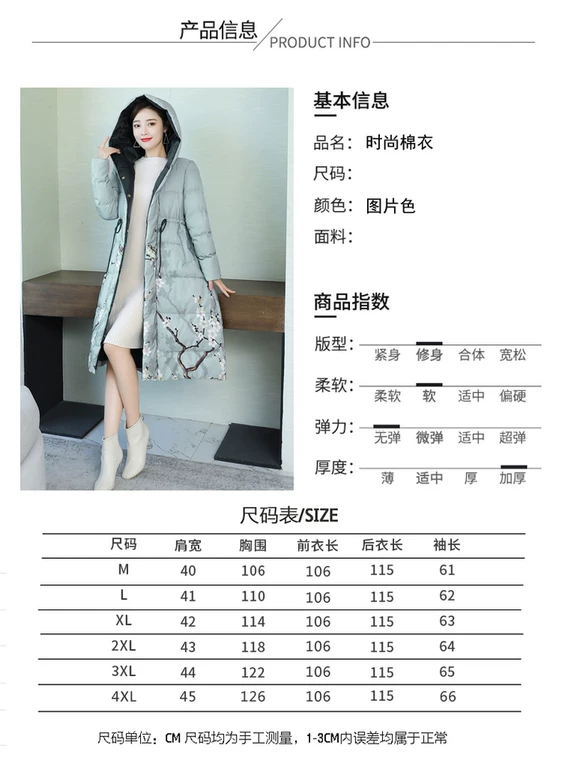 产品信息
PRODUCT INFO
基本信息
品名： 时尚棉衣
尺码：
颜色： 图片色
面料：
商品指数
版型： 紧身 修身 合体 宽松
柔软： 柔软 软 适中 偏硬
弹力： 无弹 微弹 适中 超弹
厚度： 薄 适中 厚 加厚
尺码表/SIZE
尺码 肩宽 胸围 前衣长 后衣长 袖长
M 40 106 106 115 61
L 41 110 106 115 62
XL 42 114 106 115 63
2XL 43 118 106 115 64
3XL 44 122 106 115 65
4XL 45 126 106 115 66
尺码单位：CM 尺码均为手工测量，1-3CM内误差均属于正常